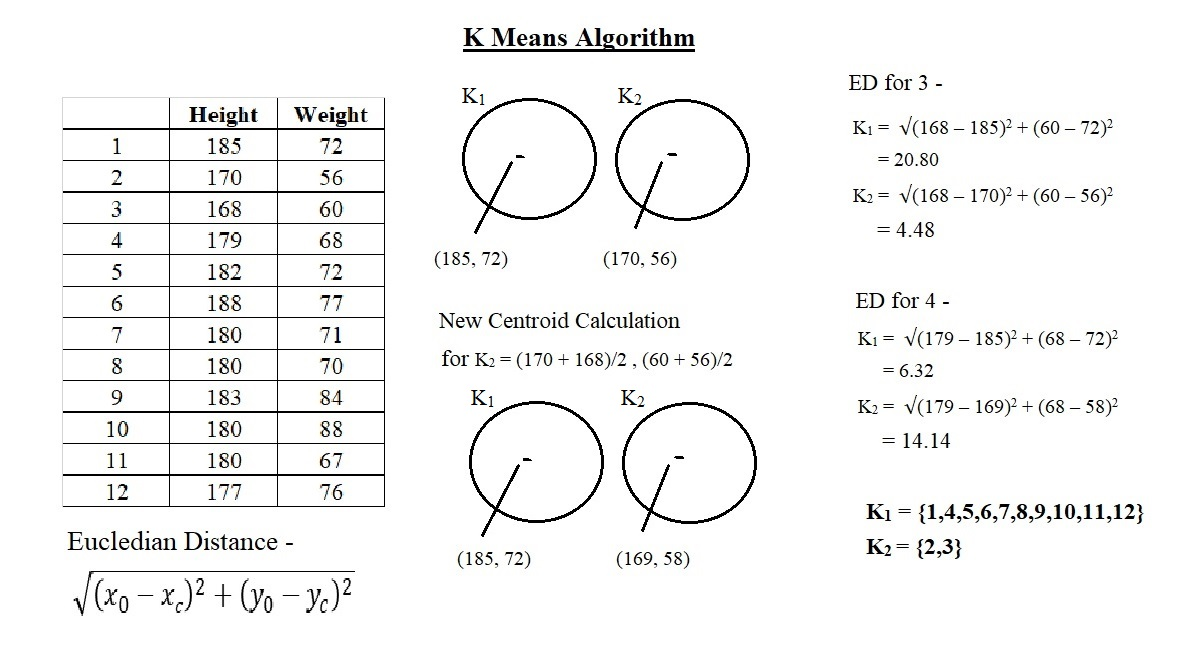 K Means Algorithm
Height Weight
1 185 72
2 170 56
3 168 60
4 179 68
5 182 72
6 188 77
7 180 71
8 180 70
9 183 84
10 180 88
11 180 67
12 177 76
Eucledian Distance -
√(x₀ – x꜀)² + (y₀ – y꜀)²
K₁ K₂
(185, 72) (170, 56)
New Centroid Calculation
for K₂ = (170 + 168)/2 , (60 + 56)/2
K₁ K₂
(185, 72) (169, 58)
ED for 3 -
K₁ = √(168 – 185)² + (60 – 72)²
= 20.80
K₂ = √(168 – 170)² + (60 – 56)²
= 4.48
ED for 4 -
K₁ = √(179 – 185)² + (68 – 72)²
= 6.32
K₂ = √(179 – 169)² + (68 – 58)²
= 14.14
K₁ = {1,4,5,6,7,8,9,10,11,12}
K₂ = {2,3}